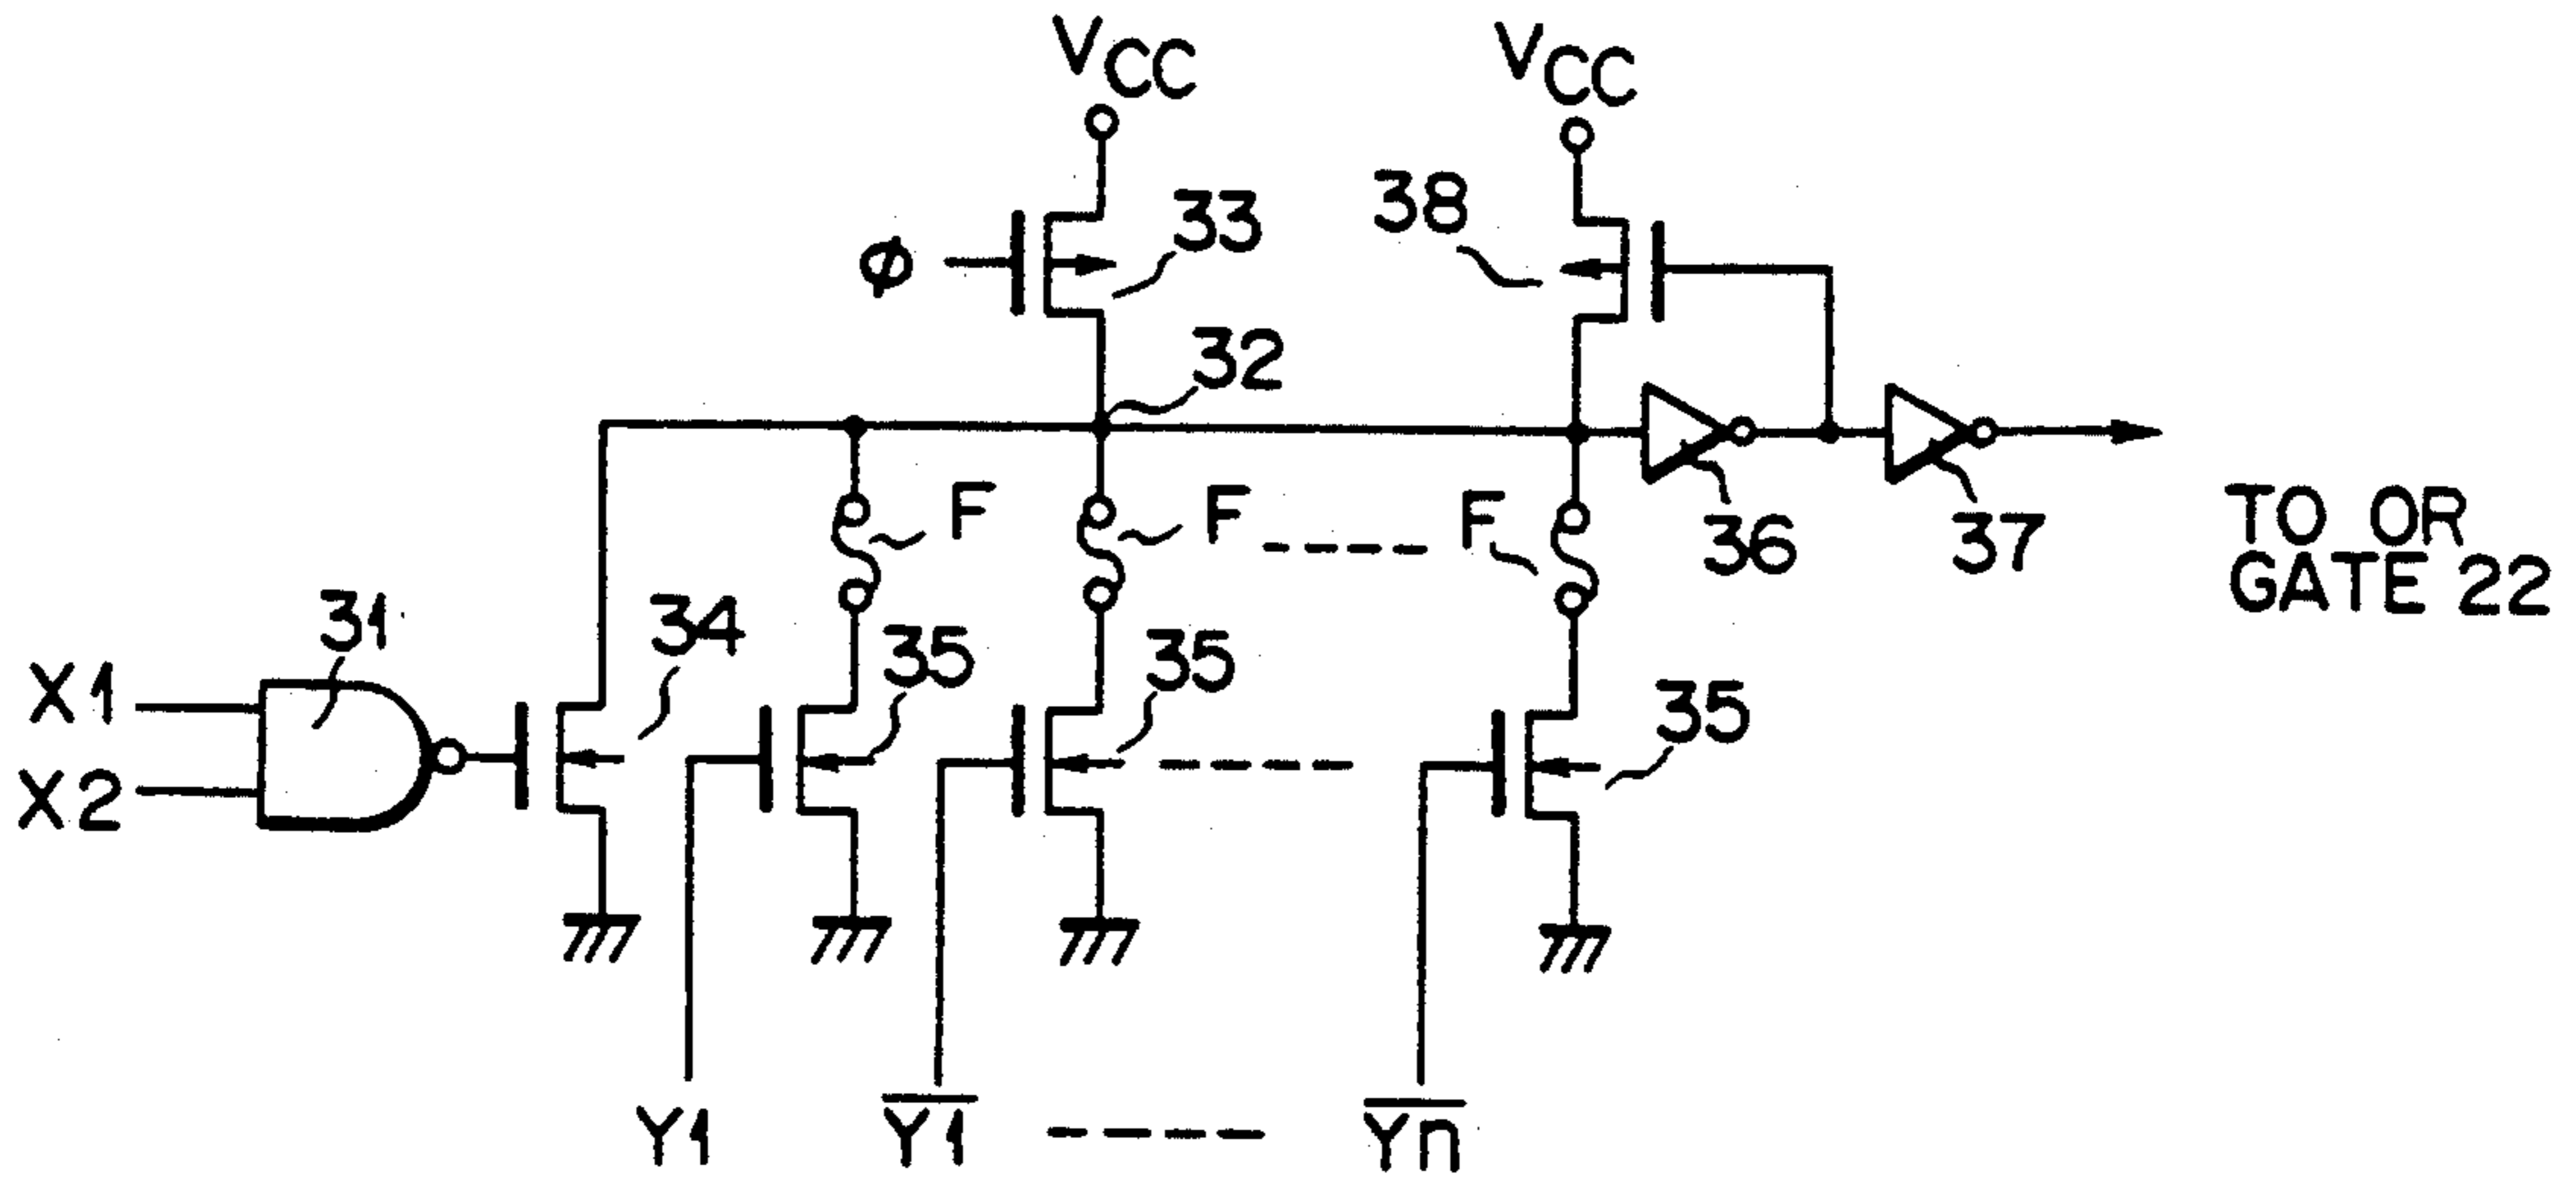 VCC
VCC
φ
33
38
32
F
F
F
36
37
TO OR
GATE 22
31
34
35
35
35
X1
X2
Y1
Y1̅
Yn̅